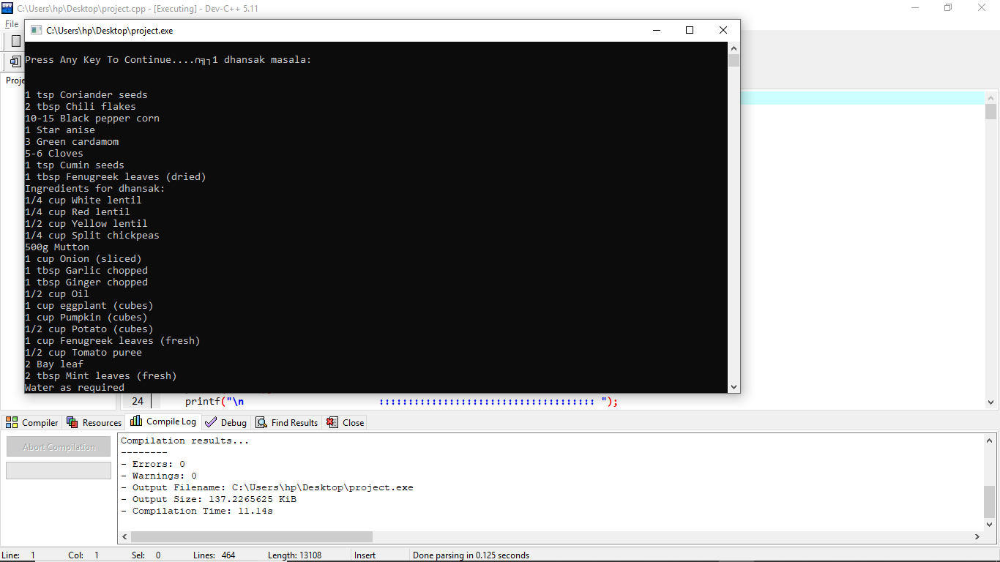 C:\Users\hp\Desktop\project.cpp - [Executing] - Dev-C++ 5.11
File
C:\Users\hp\Desktop\project.exe
Proje
Press Any Key To Continue....∩╗┐1 dhansak masala:
1 tsp Coriander seeds
2 tbsp Chili flakes
10-15 Black pepper corn
1 Star anise
3 Green cardamom
5-6 Cloves
1 tsp Cumin seeds
1 tbsp Fenugreek leaves (dried)
Ingredients for dhansak:
1/4 cup White lentil
1/4 cup Red lentil
1/2 cup Yellow lentil
1/4 cup Split chickpeas
500g Mutton
1 cup Onion (sliced)
1 tbsp Garlic chopped
1 tbsp Ginger chopped
1/2 cup Oil
1 cup eggplant (cubes)
1 cup Pumpkin (cubes)
1/2 cup Potato (cubes)
1 cup Fenugreek leaves (fresh)
1/2 cup Tomato puree
2 Bay leaf
2 tbsp Mint leaves (fresh)
Water as required
24 printf("\n ::::::::::::::::::::::::::::::::::::: ");
Compiler Resources Compile Log Debug Find Results Close
Abort Compilation
Compilation results...
--------
- Errors: 0
- Warnings: 0
- Output Filename: C:\Users\hp\Desktop\project.exe
- Output Size: 137.2265625 KiB
- Compilation Time: 11.14s
Line: 1 Col: 1 Sel: 0 Lines: 464 Length: 13108 Insert Done parsing in 0.125 seconds